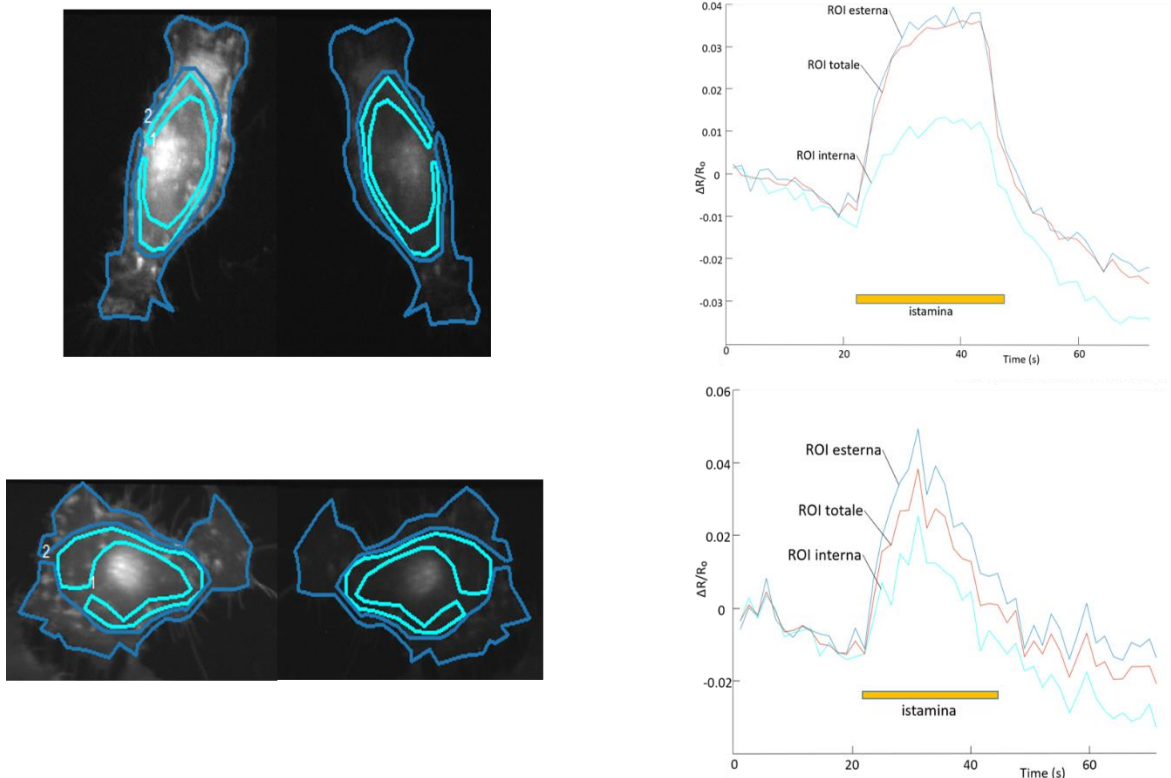 2
1
0.04
0.03
0.02
0.01
0
-0.01
-0.02
-0.03
ΔR/R₀
ROI esterna
ROI totale
ROI interna
istamina
0
20
40
60
Time (s)
2
1
0.06
0.04
0.02
0
-0.02
ΔR/R₀
ROI esterna
ROI totale
ROI interna
istamina
0
20
40
60
Time (s)